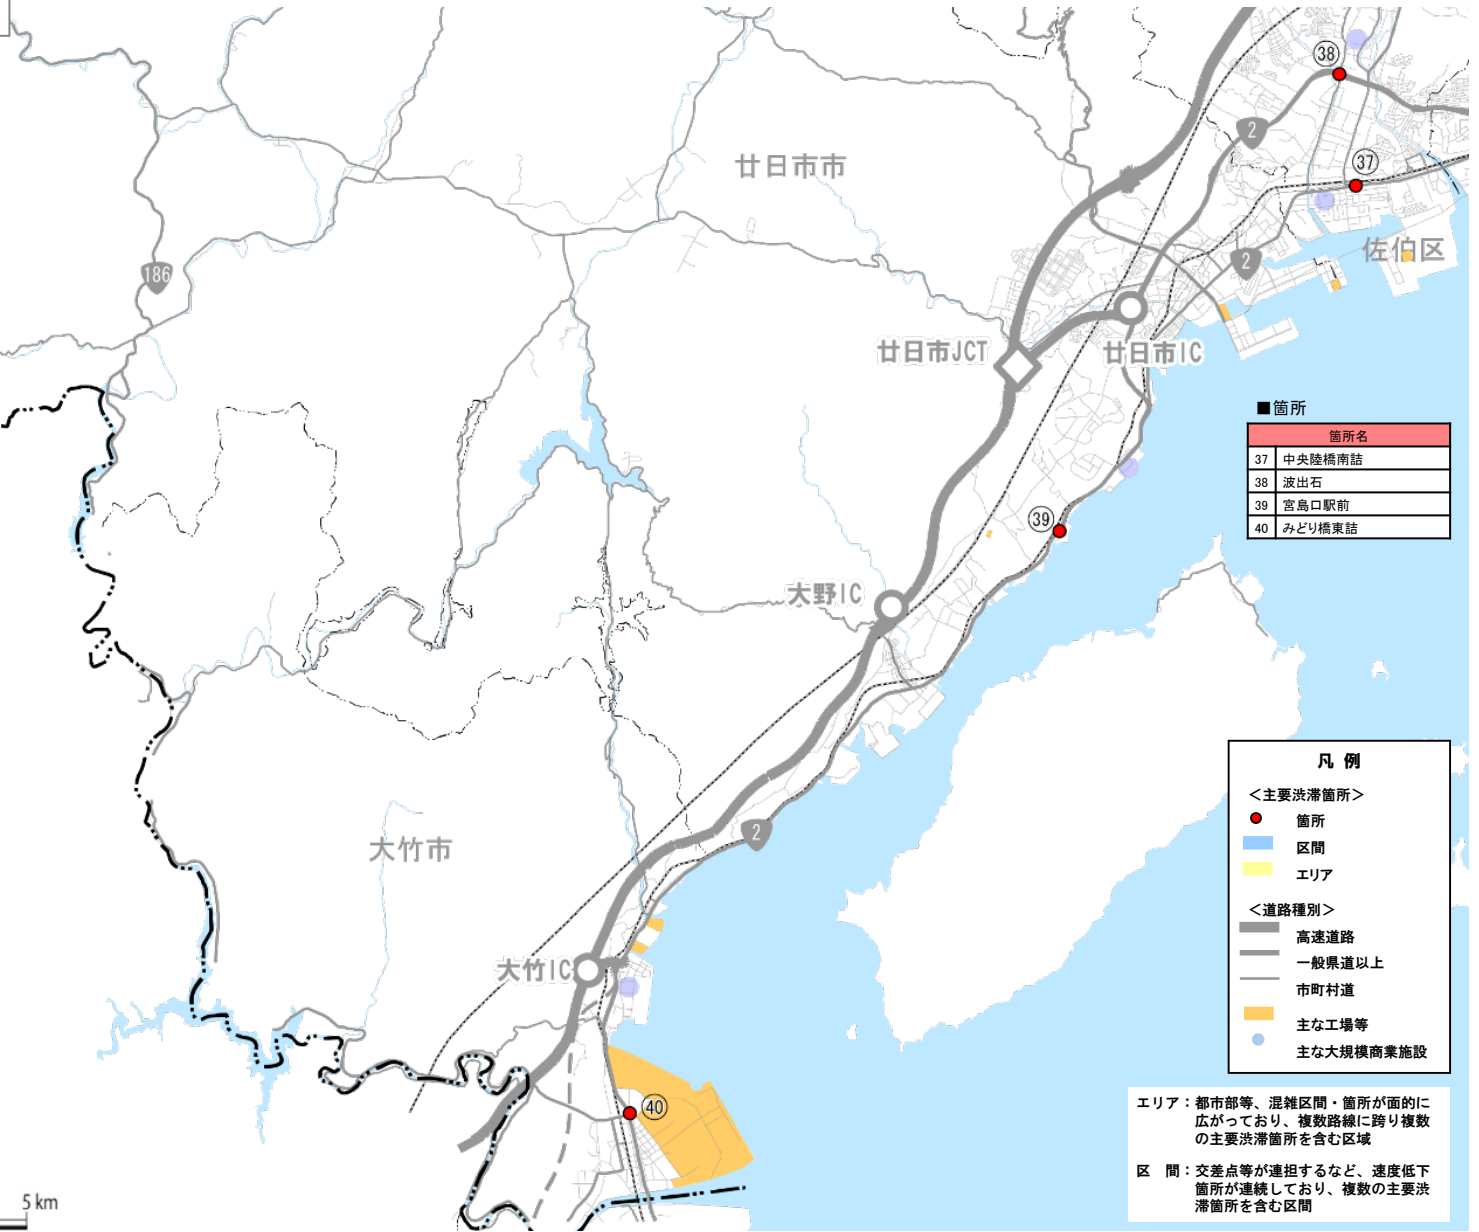 38
2
37
廿日市市
佐伯区
2
186
廿日市JCT
廿日市IC
■箇所
箇所名
37 中央陸橋南詰
38 波出石
39 宮島口駅前
40 みどり橋東詰
39
大野IC
2
大竹市
大竹IC
40
凡 例
＜主要渋滞箇所＞
箇所
区間
エリア
＜道路種別＞
高速道路
一般県道以上
市町村道
主な工場等
主な大規模商業施設
エリア：都市部等、混雑区間・箇所が面的に
広がっており、複数路線に跨り複数
の主要渋滞箇所を含む区域
区　間：交差点等が連担するなど、速度低下
箇所が連続しており、複数の主要渋
滞箇所を含む区間
5 km